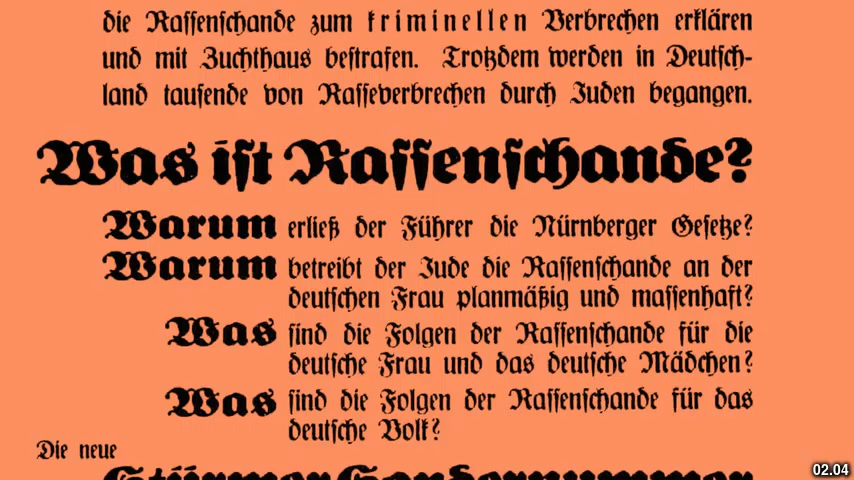 die Rassenschande zum kriminellen Verbrechen erklären
und mit Zuchthaus bestrafen. Trotzdem werden in Deutsch-
land tausende von Rasseverbrechen durch Juden begangen.
Was ist Rassenschande?
Warum erließ der Führer die Nürnberger Gesetze?
Warum betreibt der Jude die Rassenschande an der
deutschen Frau planmäßig und massenhaft?
Was sind die Folgen der Rassenschande für die
deutsche Frau und das deutsche Mädchen?
Was sind die Folgen der Rassenschande für das
deutsche Volk?
Die neue
Stürmer Sondernummer
02.04